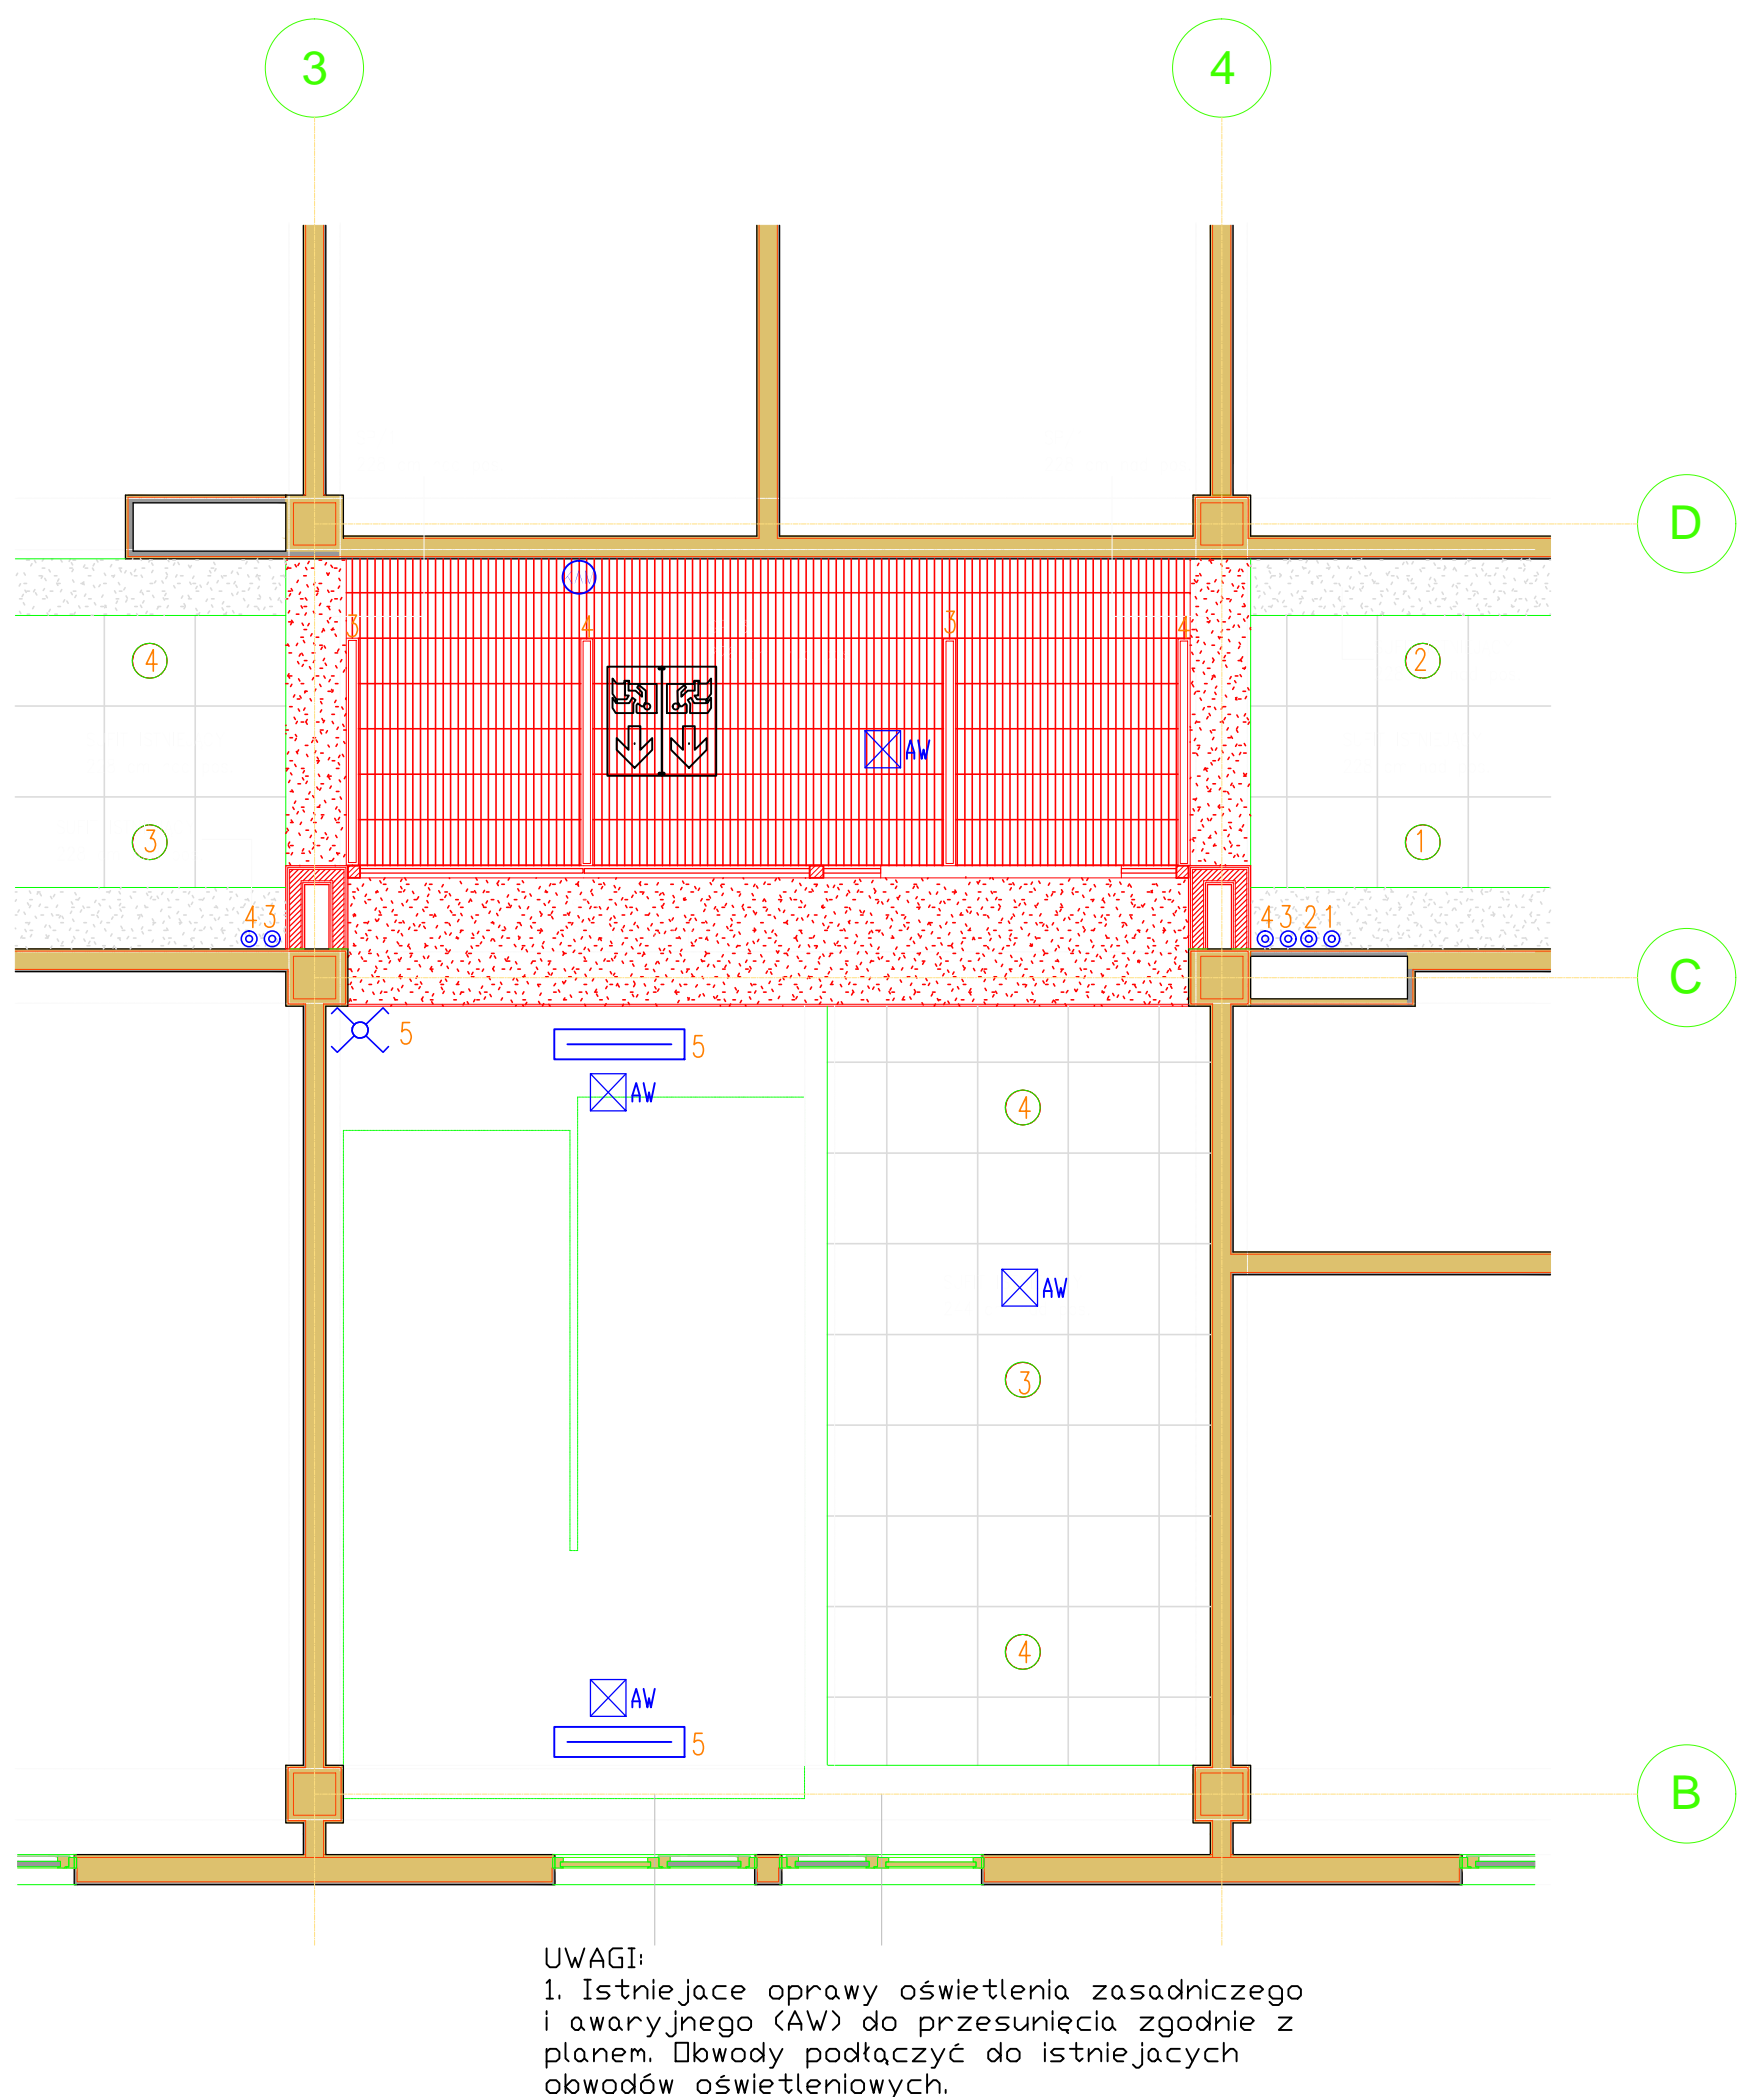 3 4
D
3 4 3 4
4 2
AW
3 1
4 3 4 3 2 1
C
5 5
AW
4
AW
3
4
AW
5
B
UWAGI:
1. Istniejace oprawy oświetlenia zasadniczego
i awaryjnego (AW) do przesunięcia zgodnie z
planem. Obwody podłączyć do istniejacych
obwodów oświetleniowych.